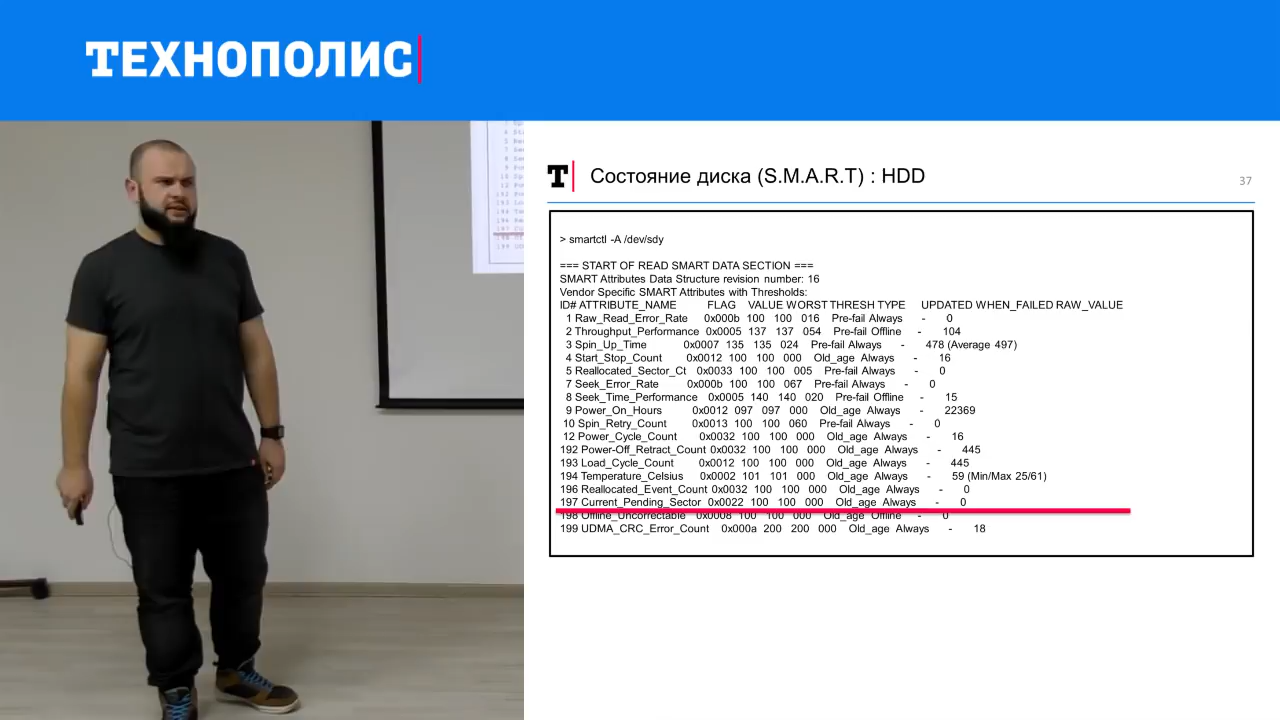 ТЕХНОПОЛИС
T Состояние диска (S.M.A.R.T) : HDD
37
> smartctl -A /dev/sdy
=== START OF READ SMART DATA SECTION ===
SMART Attributes Data Structure revision number: 16
Vendor Specific SMART Attributes with Thresholds:
ID# ATTRIBUTE_NAME FLAG VALUE WORST THRESH TYPE UPDATED WHEN_FAILED RAW_VALUE
1 Raw_Read_Error_Rate 0x000b 100 100 016 Pre-fail Always - 0
2 Throughput_Performance 0x0005 137 137 054 Pre-fail Offline - 104
3 Spin_Up_Time 0x0007 135 135 024 Pre-fail Always - 478 (Average 497)
4 Start_Stop_Count 0x0012 100 100 000 Old_age Always - 16
5 Reallocated_Sector_Ct 0x0033 100 100 005 Pre-fail Always - 0
7 Seek_Error_Rate 0x000b 100 100 067 Pre-fail Always - 0
8 Seek_Time_Performance 0x0005 140 140 020 Pre-fail Offline - 15
9 Power_On_Hours 0x0012 097 097 000 Old_age Always - 22369
10 Spin_Retry_Count 0x0013 100 100 060 Pre-fail Always - 0
12 Power_Cycle_Count 0x0032 100 100 000 Old_age Always - 16
192 Power-Off_Retract_Count 0x0032 100 100 000 Old_age Always - 445
193 Load_Cycle_Count 0x0012 100 100 000 Old_age Always - 445
194 Temperature_Celsius 0x0002 101 101 000 Old_age Always - 59 (Min/Max 25/61)
196 Reallocated_Event_Count 0x0032 100 100 000 Old_age Always - 0
197 Current_Pending_Sector 0x0022 100 100 000 Old_age Always - 0
198 Offline_Uncorrectable 0x0008 100 100 000 Old_age Offline - 0
199 UDMA_CRC_Error_Count 0x000a 200 200 000 Old_age Always - 18